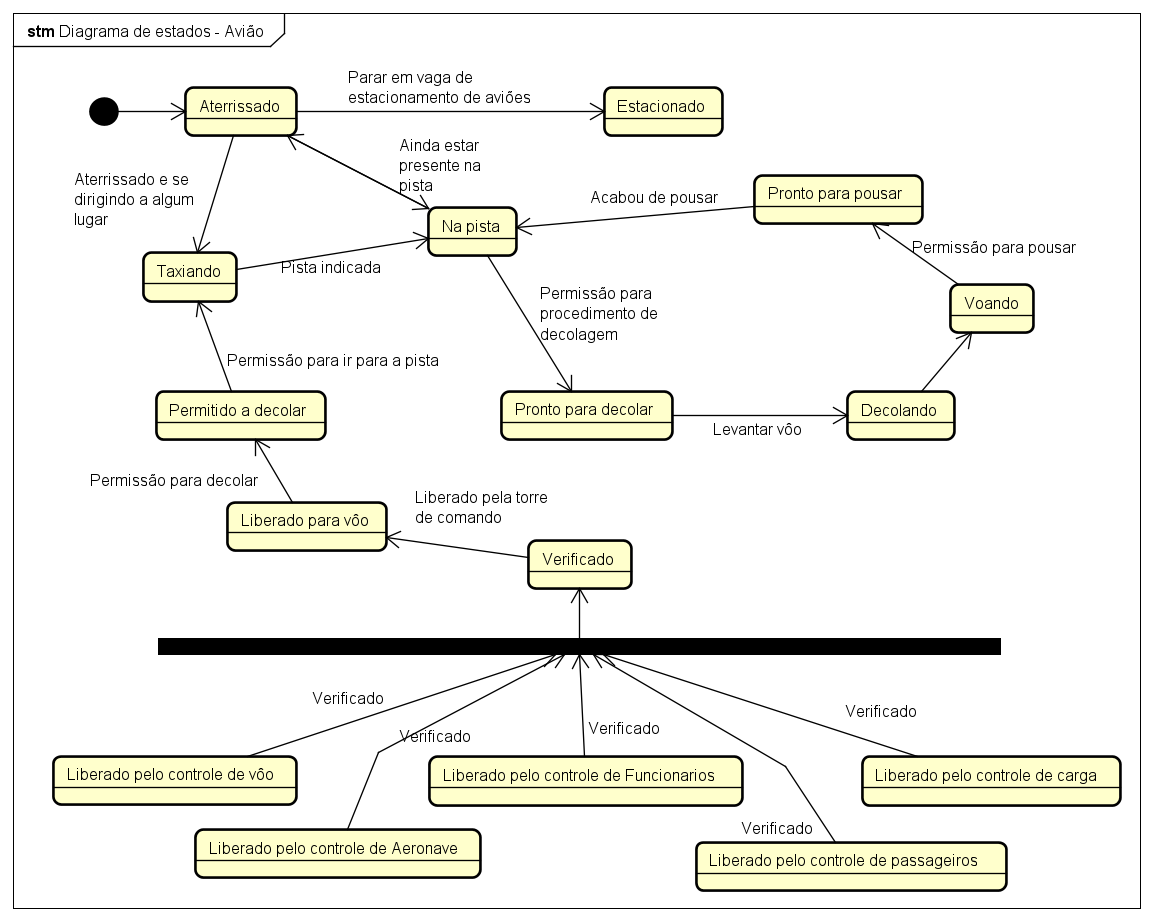 stm Diagrama de estados - Avião
Parar em vaga de
estacionamento de aviões
Aterrissado
Estacionado
Ainda estar
presente na
pista
Aterrissado e se
dirigindo a algum
lugar
Acabou de pousar
Pronto para pousar
Na pista
Permissão para pousar
Taxiando
Pista indicada
Permissão para
procedimento de
decolagem
Voando
Permissão para ir para a pista
Permitido a decolar
Pronto para decolar
Decolando
Levantar vôo
Permissão para decolar
Liberado pela torre
de comando
Liberado para vôo
Verificado
Verificado
Verificado
Verificado
Verificado
Liberado pelo controle de vôo
Liberado pelo controle de Funcionarios
Liberado pelo controle de carga
Verificado
Liberado pelo controle de Aeronave
Liberado pelo controle de passageiros